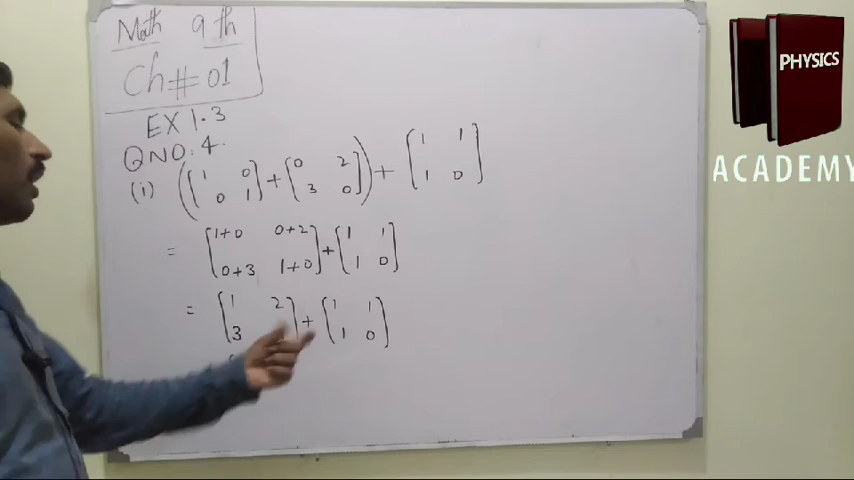 Math 9th
Ch # 01
EX 1.3
QNO: 4.
(i) ([1 0 0 1] + [0 2 3 0]) + [1 1 1 0]
= [1+0 0+2 0+3 1+0] + [1 1 1 0]
= [1 2 3] + [1 1 1 0]
PHYSICS
ACADEMY